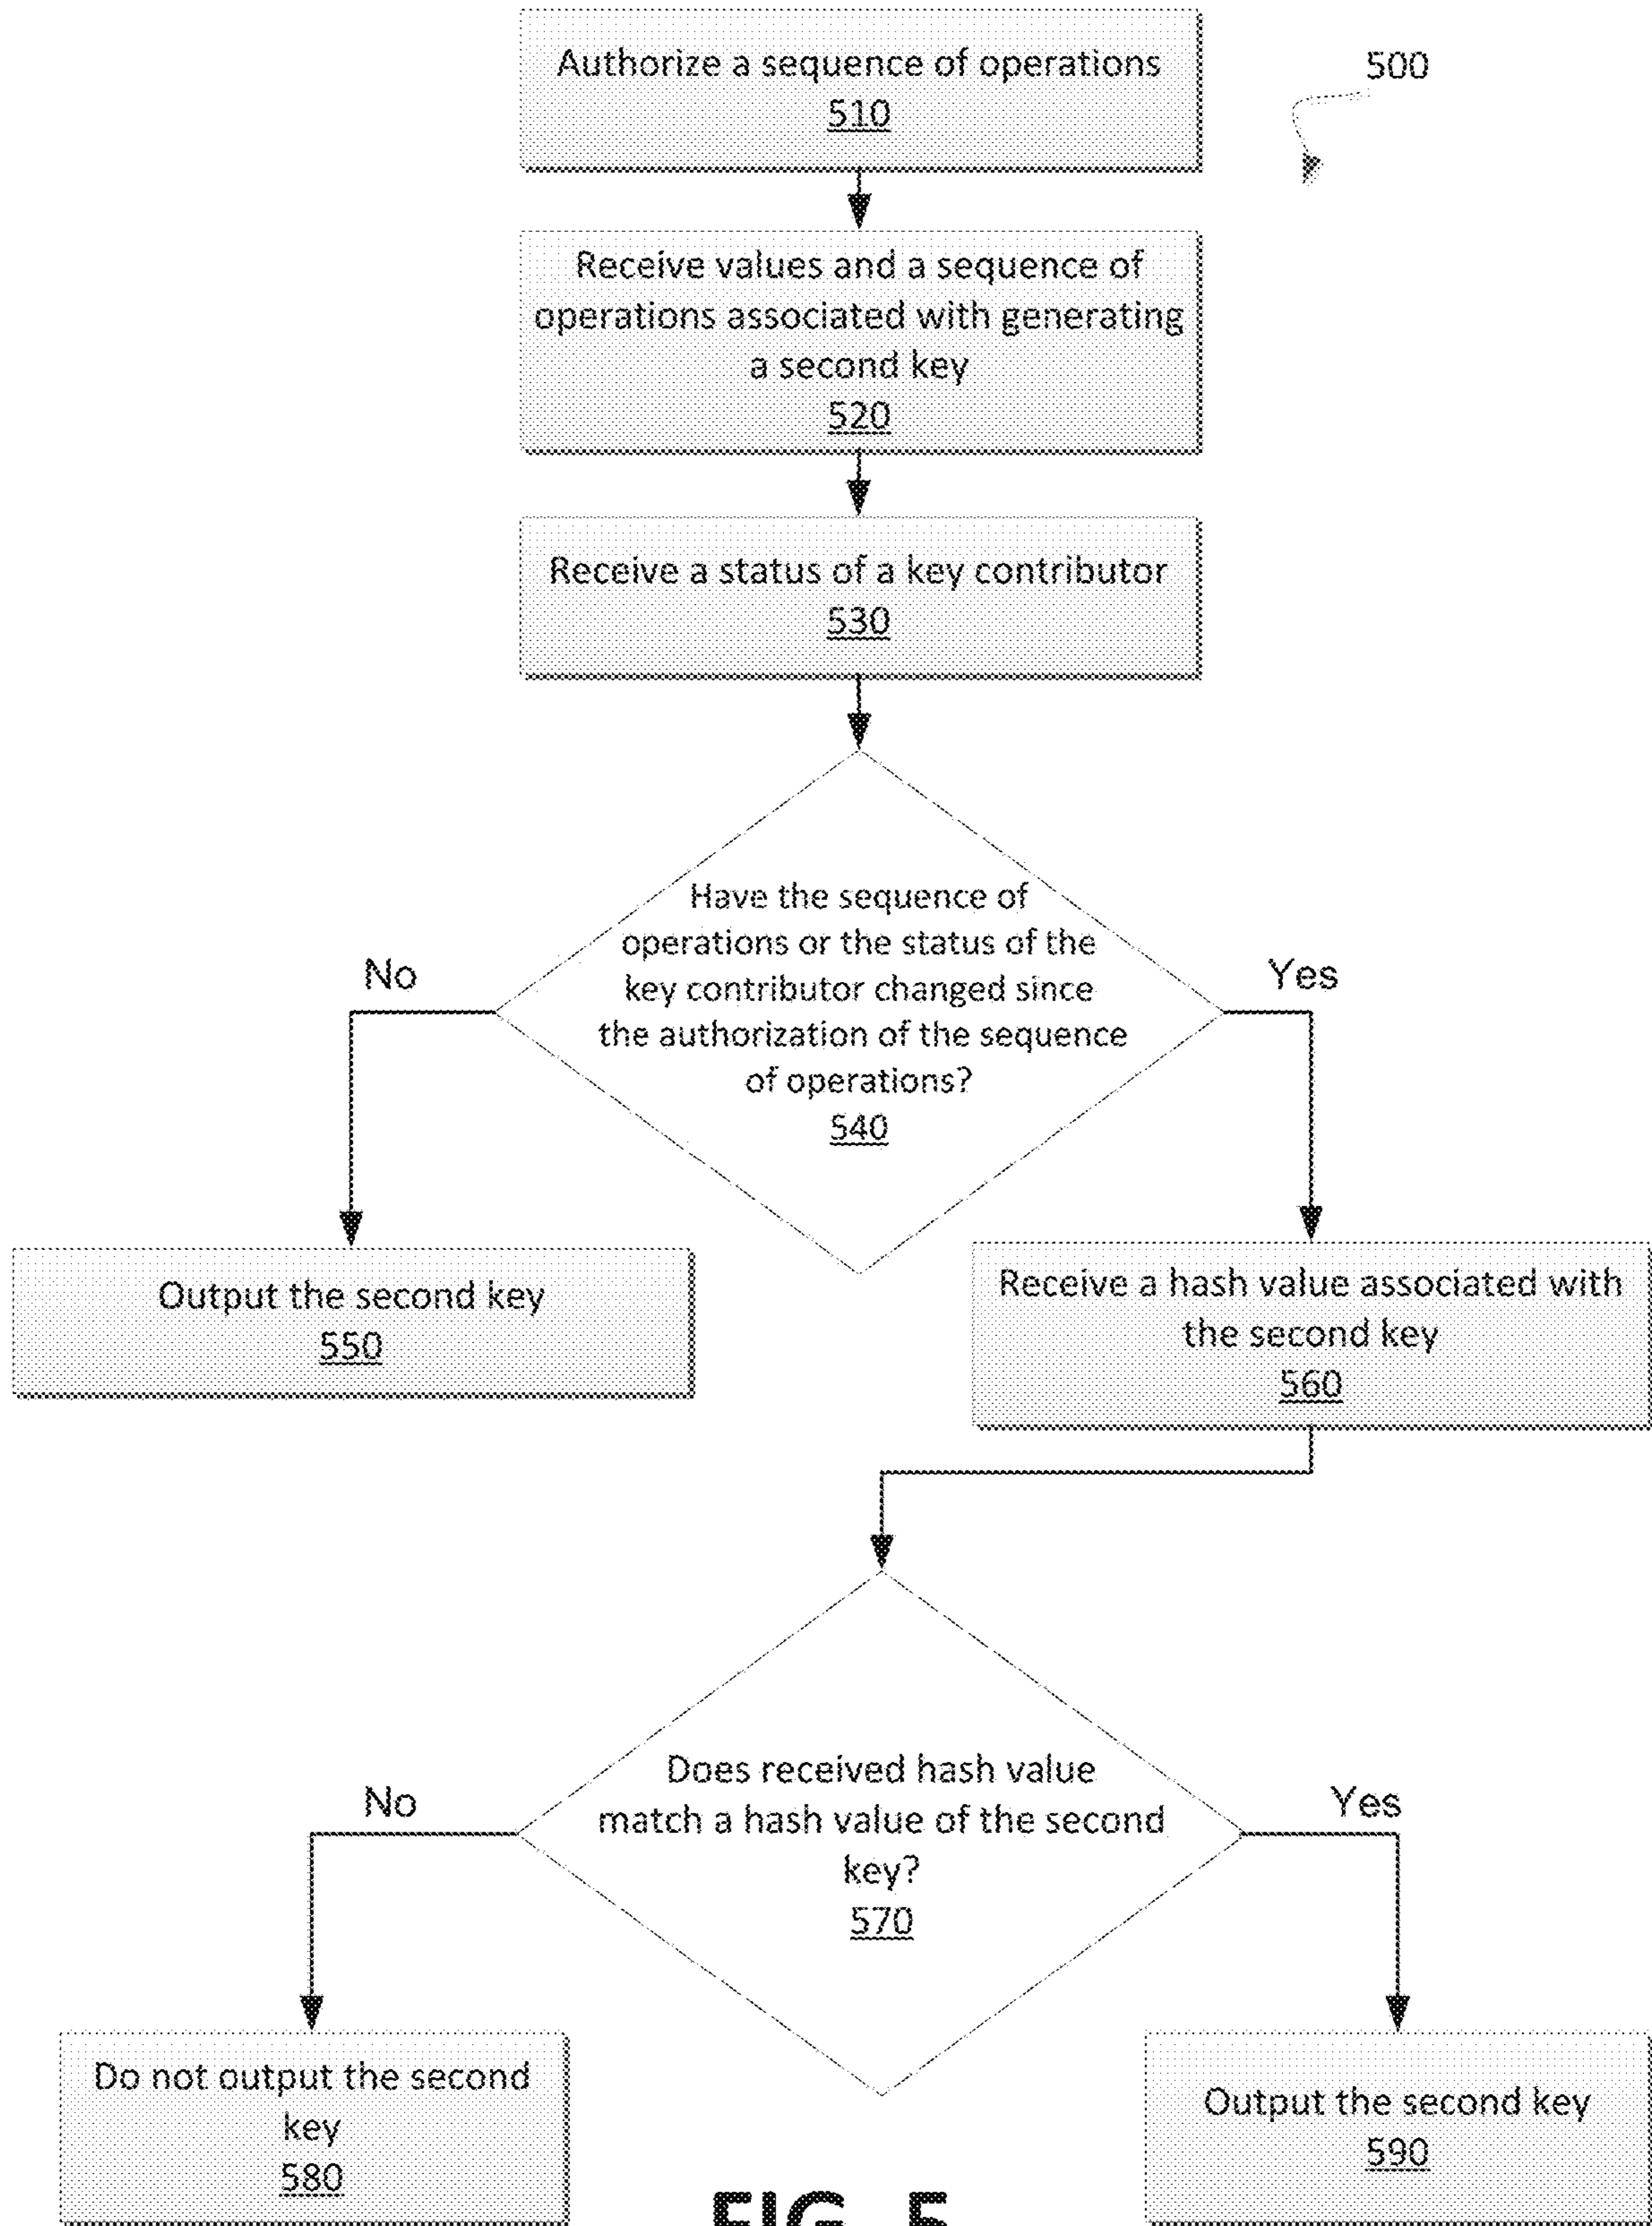 Authorize a sequence of operations
510
500
Receive values and a sequence of
operations associated with generating
a second key
520
Receive a status of a key contributor
530
Have the sequence of
operations or the status of the
key contributor changed since
the authorization of the sequence
of operations?
540
No
Yes
Output the second key
550
Receive a hash value associated with
the second key
560
Does received hash value
match a hash value of the second
key?
570
No
Yes
Do not output the second
key
580
Output the second key
590
FIG. 5